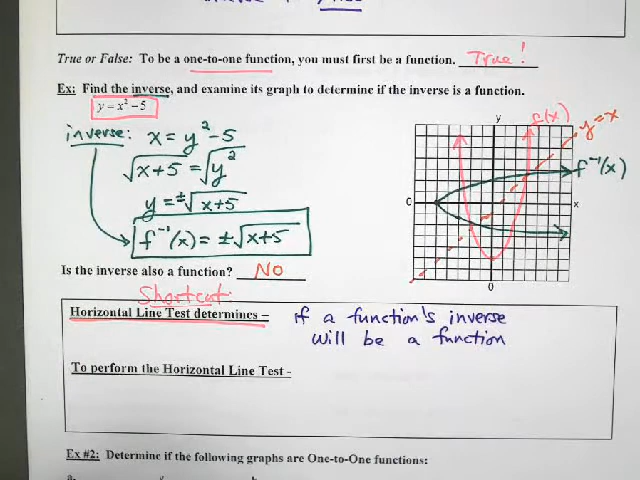 True or False: To be a one-to-one function, you must first be a function. True!
Ex: Find the inverse, and examine its graph to determine if the inverse is a function.
y = x² - 5
inverse: x = y² - 5
√x+5 = √y²
y = ±√x+5
f⁻¹(x) = ±√x+5
y
f(x)
y = x
f⁻¹(x)
x
0
0
Is the inverse also a function? No
Shortcut
Horizontal Line Test determines - if a function's inverse
will be a function
To perform the Horizontal Line Test -
Ex #2: Determine if the following graphs are One-to-One functions: